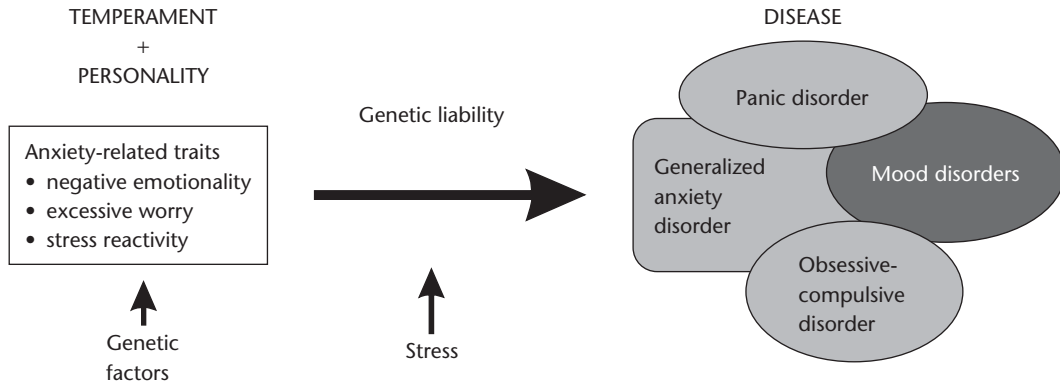 TEMPERAMENT
+
PERSONALITY
Anxiety-related traits
• negative emotionality
• excessive worry
• stress reactivity
Genetic
factors
Genetic liability
Stress
DISEASE
Panic disorder
Generalized
anxiety
disorder
Mood disorders
Obsessive-
compulsive
disorder